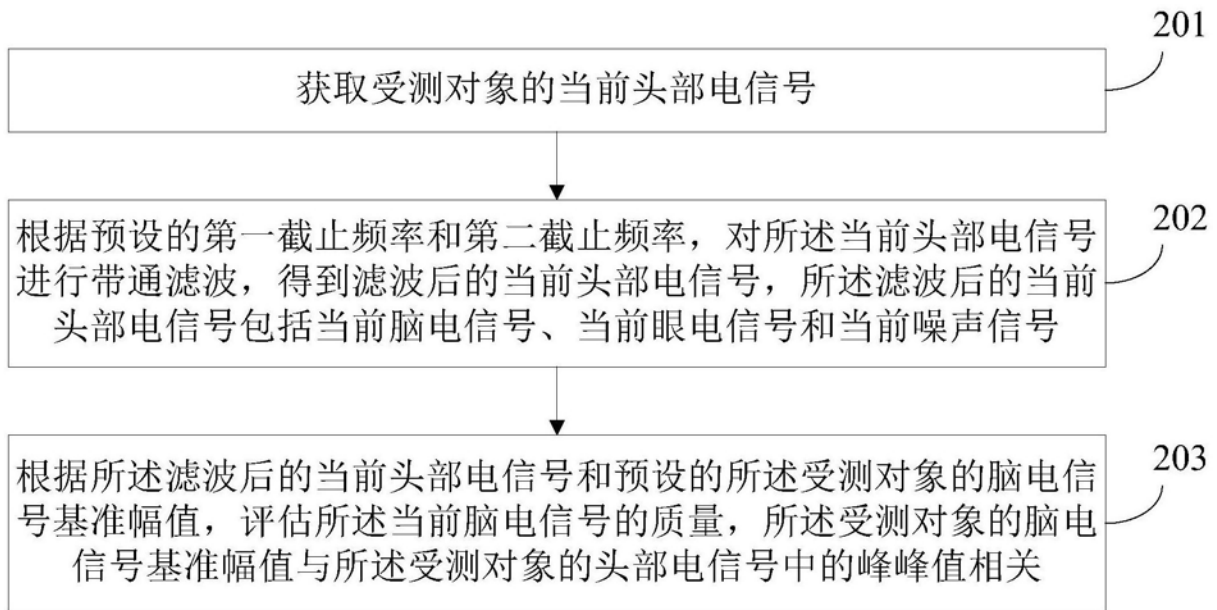 201
获取受测对象的当前头部电信号
202
根据预设的第一截止频率和第二截止频率，对所述当前头部电信号
进行带通滤波，得到滤波后的当前头部电信号，所述滤波后的当前
头部电信号包括当前脑电信号、当前眼电信号和当前噪声信号
203
根据所述滤波后的当前头部电信号和预设的所述受测对象的脑电信
号基准幅值，评估所述当前脑电信号的质量，所述受测对象的脑电
信号基准幅值与所述受测对象的头部电信号中的峰峰值相关